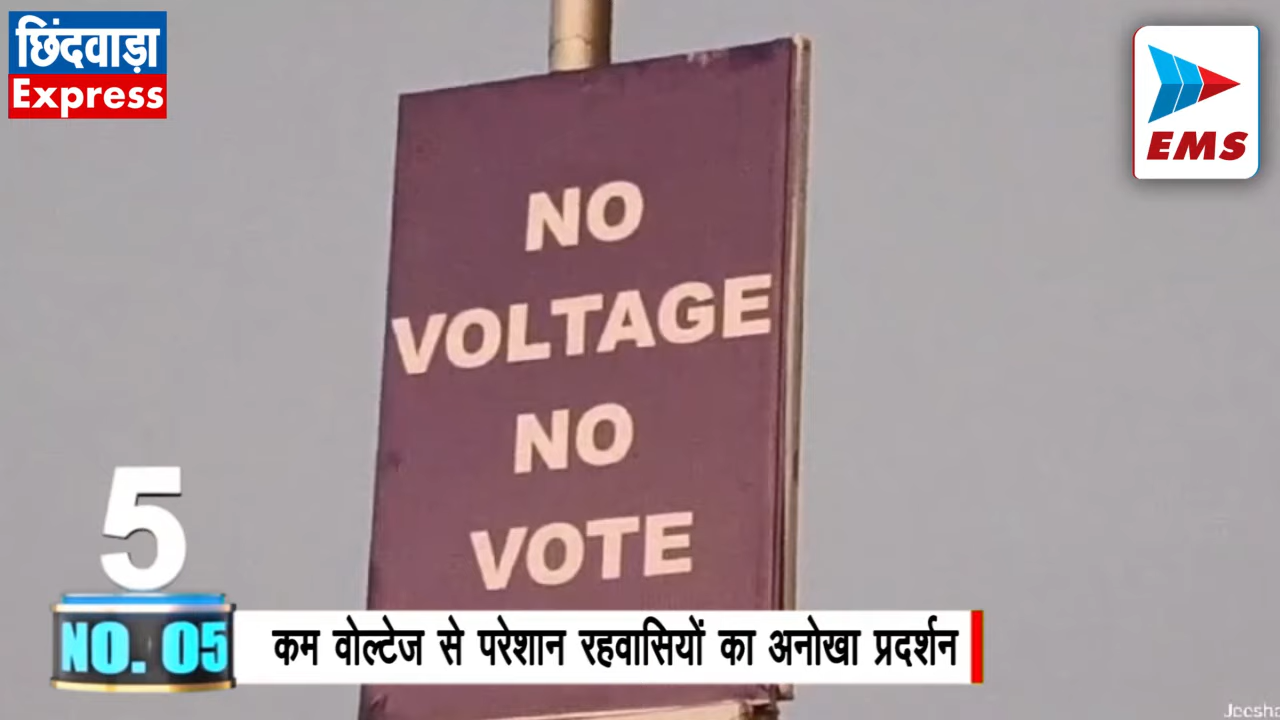 छिंदवाड़ा
Express
EMS
NO
VOLTAGE
NO
VOTE
5
NO. 05
कम वोल्टेज से परेशान रहवासियों का अनोखा प्रदर्शन